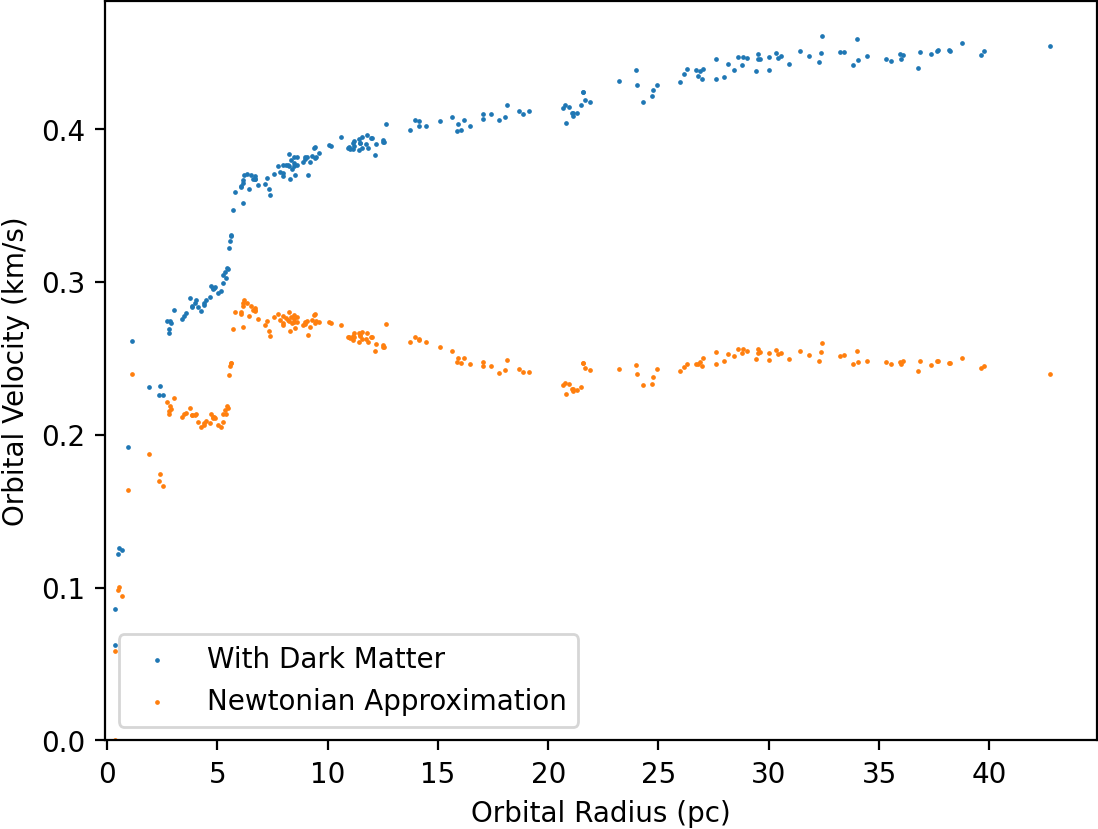 Orbital Velocity (km/s)
0.4
0.3
0.2
0.1
0.0
With Dark Matter
Newtonian Approximation
0 5 10 15 20 25 30 35 40
Orbital Radius (pc)